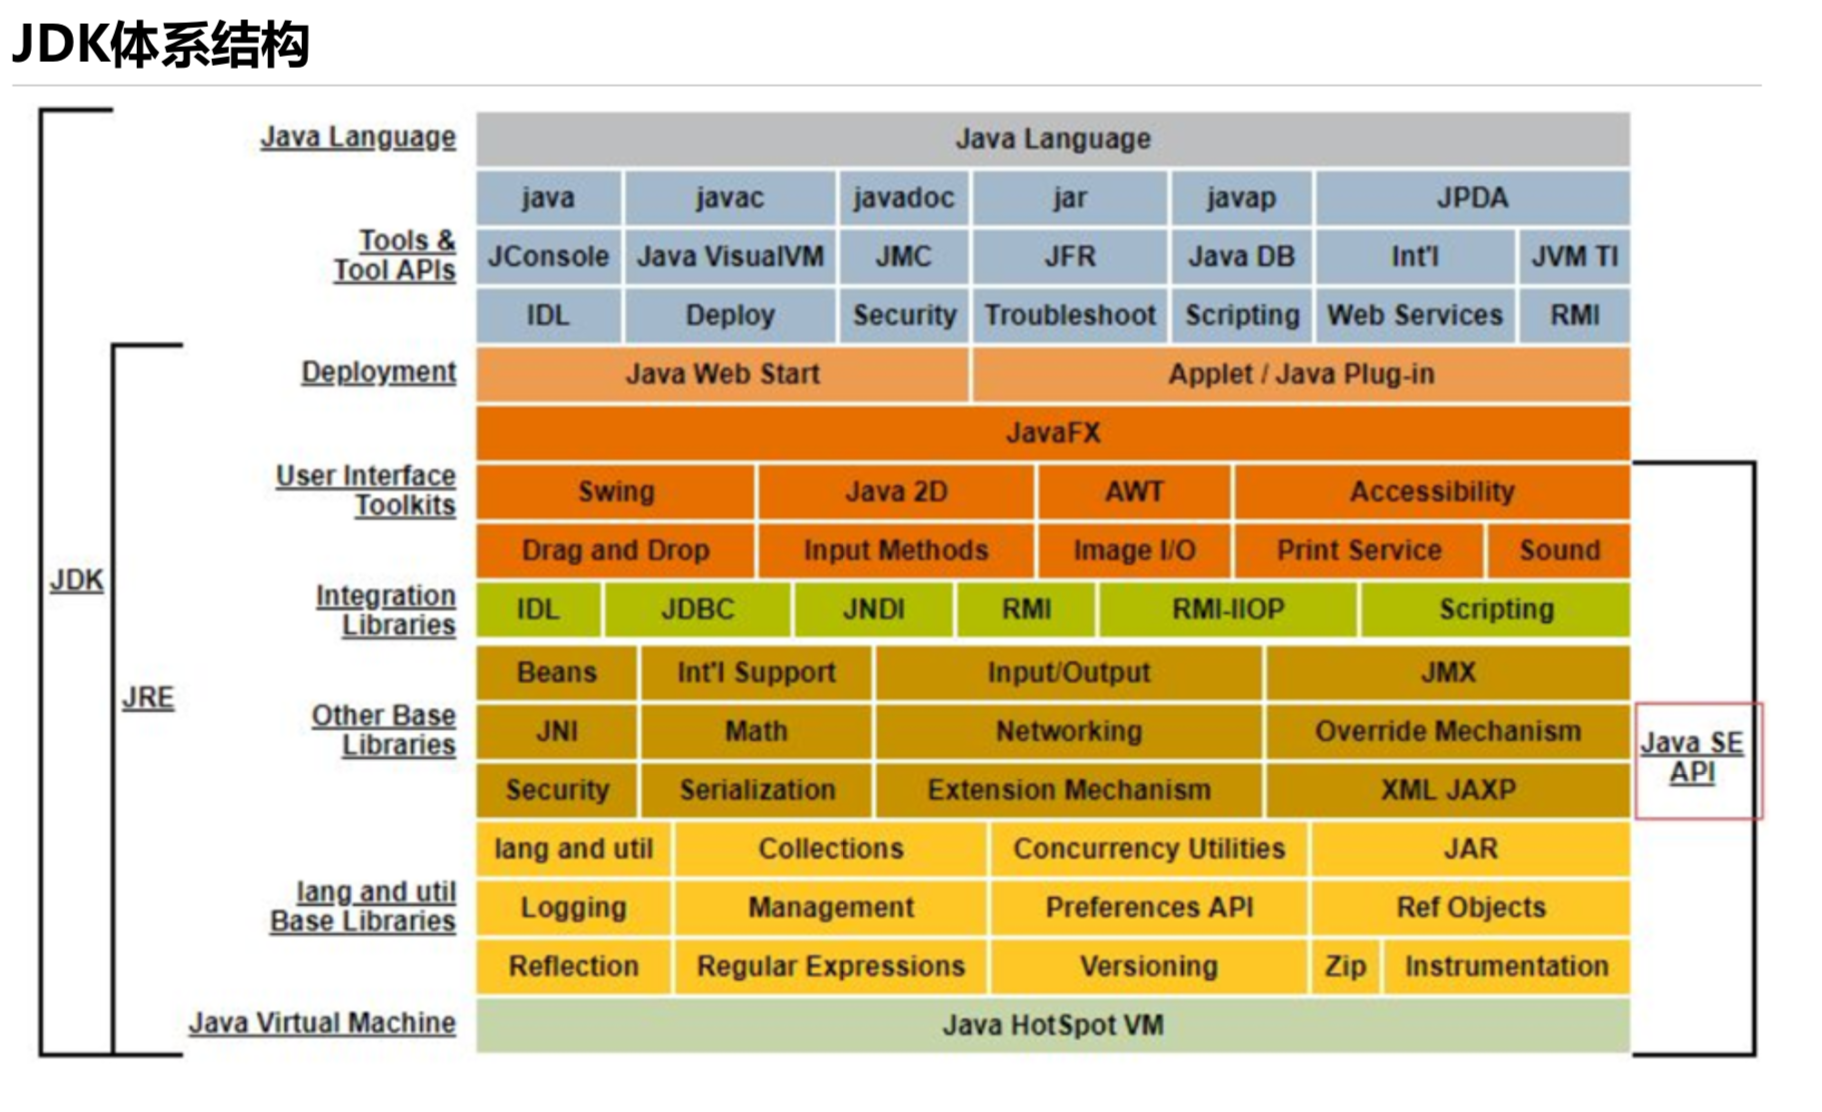 JDK体系结构
Java Language
Java Language
java javac javadoc jar javap JPDA
Tools &
Tool APIs
JConsole Java VisualVM JMC JFR Java DB Int'l JVM TI
IDL Deploy Security Troubleshoot Scripting Web Services RMI
Deployment
Java Web Start Applet / Java Plug-in
JavaFX
User Interface
Toolkits
Swing Java 2D AWT Accessibility
Drag and Drop Input Methods Image I/O Print Service Sound
JDK
Integration
Libraries
IDL JDBC JNDI RMI RMI-IIOP Scripting
Beans Int'l Support Input/Output JMX
JRE
Other Base
Libraries
JNI Math Networking Override Mechanism
Java SE
API
Security Serialization Extension Mechanism XML JAXP
lang and util Collections Concurrency Utilities JAR
lang and util
Base Libraries
Logging Management Preferences API Ref Objects
Reflection Regular Expressions Versioning Zip Instrumentation
Java Virtual Machine
Java HotSpot VM